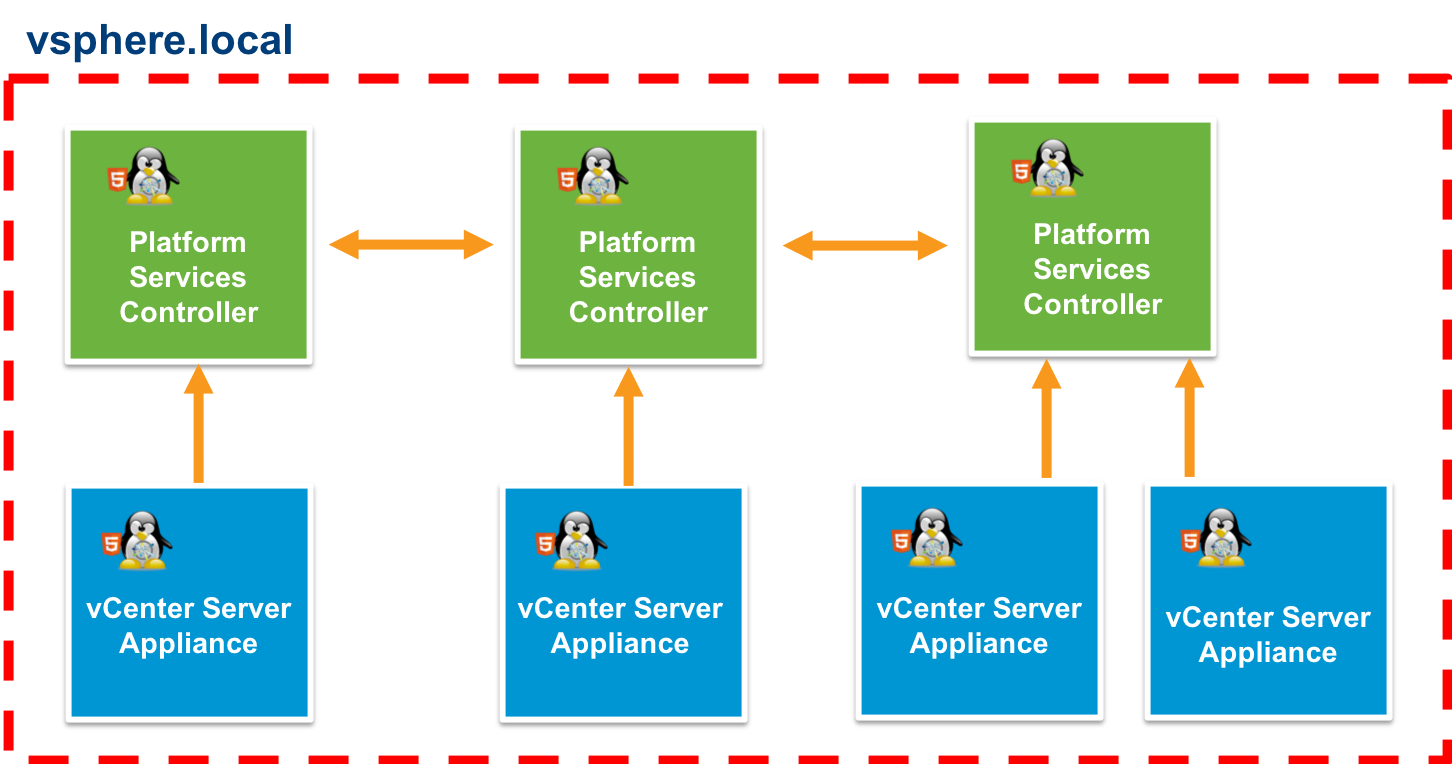 vsphere.local
5
Platform
Services
Controller
5
Platform
Services
Controller
5
Platform
Services
Controller
5
vCenter Server
Appliance
5
vCenter Server
Appliance
5
vCenter Server
Appliance
5
vCenter Server
Appliance